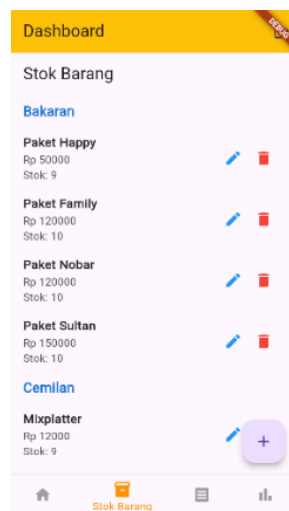 Dashboard
DEBUG
Stok Barang
Bakaran
Paket Happy
Rp 50000
Stok: 9
Paket Family
Rp 120000
Stok: 10
Paket Nobar
Rp 120000
Stok: 10
Paket Sultan
Rp 150000
Stok: 10
Cemilan
Mixplatter
Rp 12000
Stok: 9
+
Stok Barang